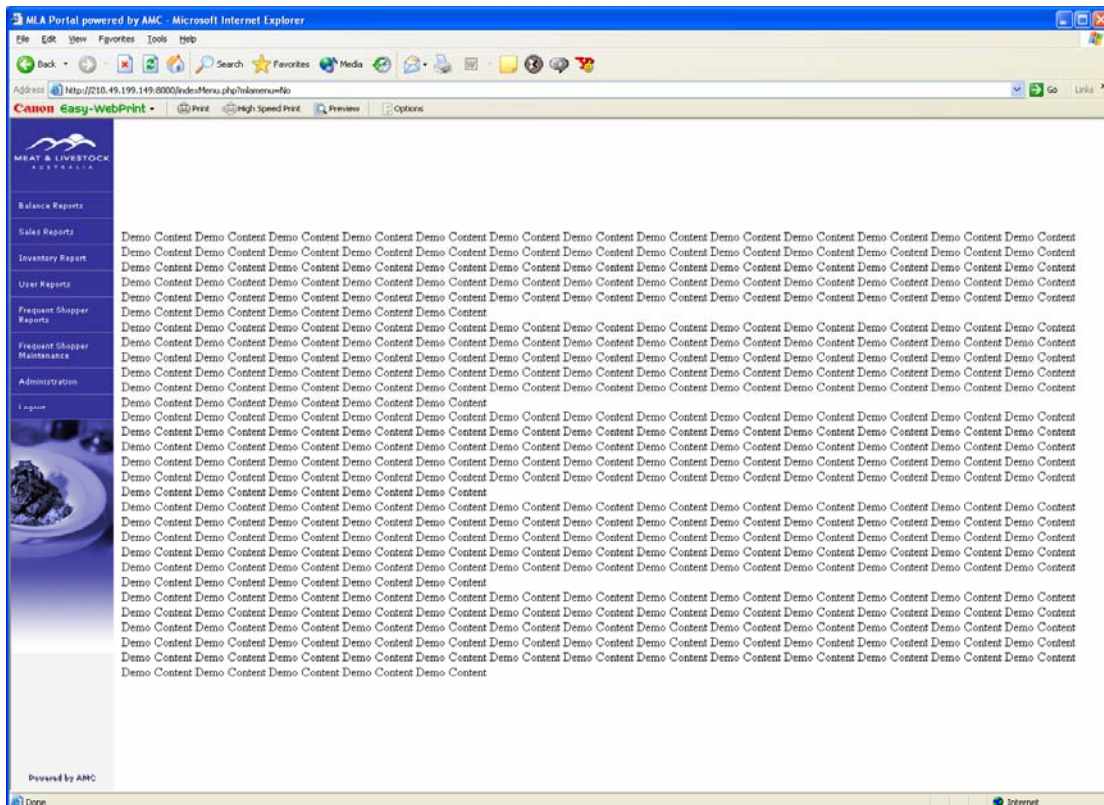 MLA Portal powered by AMC - Microsoft Internet Explorer
File Edit View Favorites Tools Help
Back Search Favorites Media
Address http://210.49.199.149:8000/indexMenu.php?mlamenu=No Go Links
Canon Easy-WebPrint Print High Speed Print Preview Options
MEAT & LIVESTOCK
AUSTRALIA
Balance Reports
Sales Reports
Inventory Report
User Reports
Frequent Shopper
Reports
Frequent Shopper
Maintenance
Administration
Logout
Powered by AMC
Demo Content Demo Content Demo Content Demo Content Demo Content Demo Content Demo Content Demo Content Demo Content Demo Content Demo Content Demo Content Demo Content
Demo Content Demo Content Demo Content Demo Content Demo Content Demo Content Demo Content Demo Content Demo Content Demo Content Demo Content Demo Content Demo Content
Demo Content Demo Content Demo Content Demo Content Demo Content Demo Content Demo Content Demo Content Demo Content Demo Content Demo Content Demo Content Demo Content
Demo Content Demo Content Demo Content Demo Content Demo Content Demo Content Demo Content Demo Content Demo Content Demo Content Demo Content Demo Content Demo Content
Demo Content Demo Content Demo Content Demo Content Demo Content Demo Content Demo Content Demo Content Demo Content Demo Content Demo Content Demo Content Demo Content
Demo Content Demo Content Demo Content Demo Content Demo Content
Demo Content Demo Content Demo Content Demo Content Demo Content Demo Content Demo Content Demo Content Demo Content Demo Content Demo Content Demo Content Demo Content
Demo Content Demo Content Demo Content Demo Content Demo Content Demo Content Demo Content Demo Content Demo Content Demo Content Demo Content Demo Content Demo Content
Demo Content Demo Content Demo Content Demo Content Demo Content Demo Content Demo Content Demo Content Demo Content Demo Content Demo Content Demo Content Demo Content
Demo Content Demo Content Demo Content Demo Content Demo Content Demo Content Demo Content Demo Content Demo Content Demo Content Demo Content Demo Content Demo Content
Demo Content Demo Content Demo Content Demo Content Demo Content Demo Content Demo Content Demo Content Demo Content Demo Content Demo Content Demo Content Demo Content
Demo Content Demo Content Demo Content Demo Content Demo Content
Demo Content Demo Content Demo Content Demo Content Demo Content Demo Content Demo Content Demo Content Demo Content Demo Content Demo Content Demo Content Demo Content
Demo Content Demo Content Demo Content Demo Content Demo Content Demo Content Demo Content Demo Content Demo Content Demo Content Demo Content Demo Content Demo Content
Demo Content Demo Content Demo Content Demo Content Demo Content Demo Content Demo Content Demo Content Demo Content Demo Content Demo Content Demo Content Demo Content
Demo Content Demo Content Demo Content Demo Content Demo Content Demo Content Demo Content Demo Content Demo Content Demo Content Demo Content Demo Content Demo Content
Demo Content Demo Content Demo Content Demo Content Demo Content Demo Content Demo Content Demo Content Demo Content Demo Content Demo Content Demo Content Demo Content
Demo Content Demo Content Demo Content Demo Content Demo Content
Demo Content Demo Content Demo Content Demo Content Demo Content Demo Content Demo Content Demo Content Demo Content Demo Content Demo Content Demo Content Demo Content
Demo Content Demo Content Demo Content Demo Content Demo Content Demo Content Demo Content Demo Content Demo Content Demo Content Demo Content Demo Content Demo Content
Demo Content Demo Content Demo Content Demo Content Demo Content Demo Content Demo Content Demo Content Demo Content Demo Content Demo Content Demo Content Demo Content
Demo Content Demo Content Demo Content Demo Content Demo Content Demo Content Demo Content Demo Content Demo Content Demo Content Demo Content Demo Content Demo Content
Demo Content Demo Content Demo Content Demo Content Demo Content Demo Content Demo Content Demo Content Demo Content Demo Content Demo Content Demo Content Demo Content
Demo Content Demo Content Demo Content Demo Content Demo Content
Demo Content Demo Content Demo Content Demo Content Demo Content Demo Content Demo Content Demo Content Demo Content Demo Content Demo Content Demo Content Demo Content
Demo Content Demo Content Demo Content Demo Content Demo Content Demo Content Demo Content Demo Content Demo Content Demo Content Demo Content Demo Content Demo Content
Demo Content Demo Content Demo Content Demo Content Demo Content Demo Content Demo Content Demo Content Demo Content Demo Content Demo Content Demo Content Demo Content
Demo Content Demo Content Demo Content Demo Content Demo Content Demo Content Demo Content Demo Content Demo Content Demo Content Demo Content Demo Content Demo Content
Demo Content Demo Content Demo Content Demo Content Demo Content Demo Content Demo Content Demo Content Demo Content Demo Content Demo Content Demo Content Demo Content
Demo Content Demo Content Demo Content Demo Content Demo Content
Done Internet